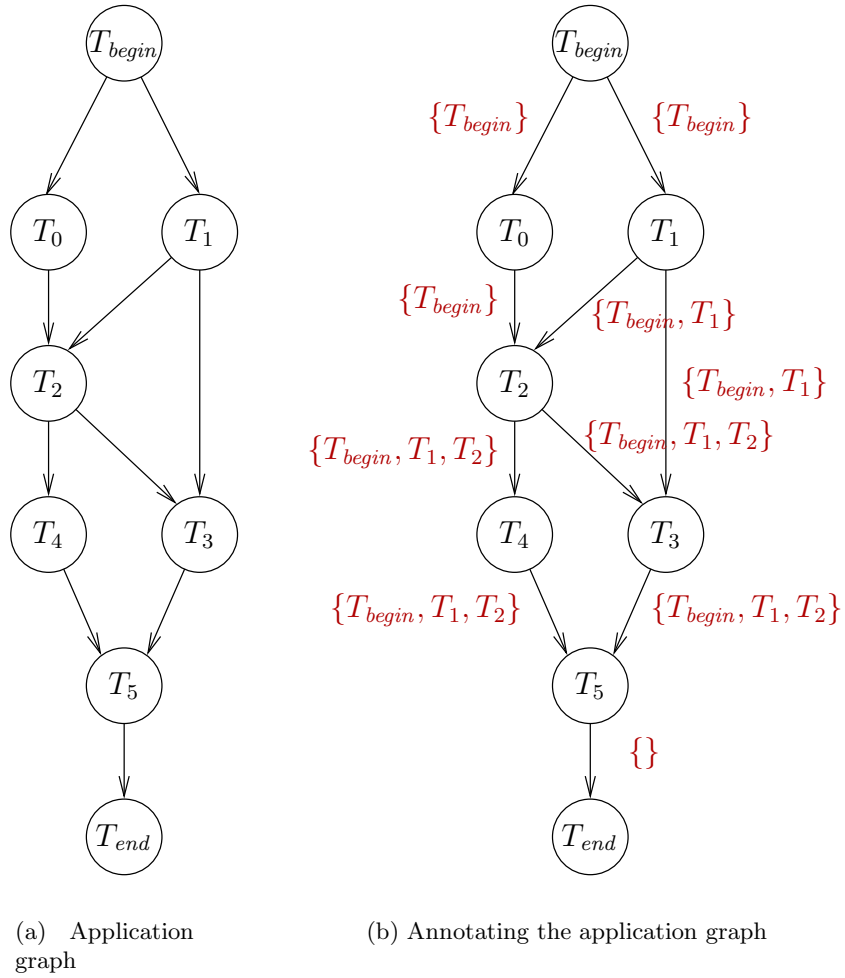 T_begin T_begin
{T_begin} {T_begin}
T_0 T_1 T_0 T_1
{T_begin} {T_begin, T_1}
T_2 T_2 {T_begin, T_1}
{T_begin, T_1, T_2} {T_begin, T_1, T_2}
T_4 T_3 T_4 T_3
{T_begin, T_1, T_2} {T_begin, T_1, T_2}
T_5 T_5
{}
T_end T_end
(a) Application graph
(b) Annotating the application graph